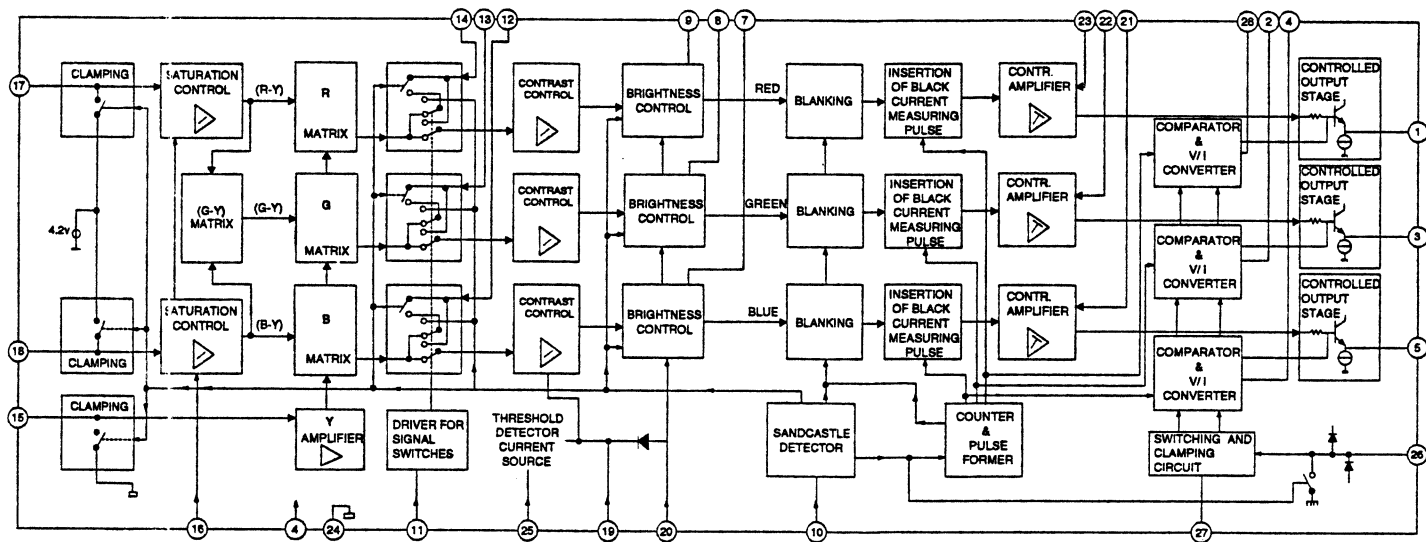 14 13 12 9 8 7 23 22 21 28 2 4
17
CLAMPING
SATURATION
CONTROL
(R-Y)
R
MATRIX
CONTRAST
CONTROL
BRIGHTNESS
CONTROL
RED
BLANKING
INSERTION
OF BLACK
CURRENT
MEASURING
PULSE
CONTR.
AMPLIFIER
COMPARATOR
&
V/I
CONVERTER
CONTROLLED
OUTPUT
STAGE
1
4.2v
(G-Y)
MATRIX
(G-Y)
G
MATRIX
CONTRAST
CONTROL
BRIGHTNESS
CONTROL
GREEN
BLANKING
INSERTION
OF BLACK
CURRENT
MEASURING
PULSE
CONTR.
AMPLIFIER
COMPARATOR
&
V/I
CONVERTER
CONTROLLED
OUTPUT
STAGE
3
18
CLAMPING
SATURATION
CONTROL
(B-Y)
B
MATRIX
CONTRAST
CONTROL
BRIGHTNESS
CONTROL
BLUE
BLANKING
INSERTION
OF BLACK
CURRENT
MEASURING
PULSE
CONTR.
AMPLIFIER
COMPARATOR
&
V/I
CONVERTER
CONTROLLED
OUTPUT
STAGE
5
15
CLAMPING
Y
AMPLIFIER
DRIVER FOR
SIGNAL
SWITCHES
THRESHOLD
DETECTOR
CURRENT
SOURCE
SANDCASTLE
DETECTOR
COUNTER
&
PULSE
FORMER
SWITCHING AND
CLAMPING
CIRCUIT
26
16 4 24 11 25 19 20 10 27